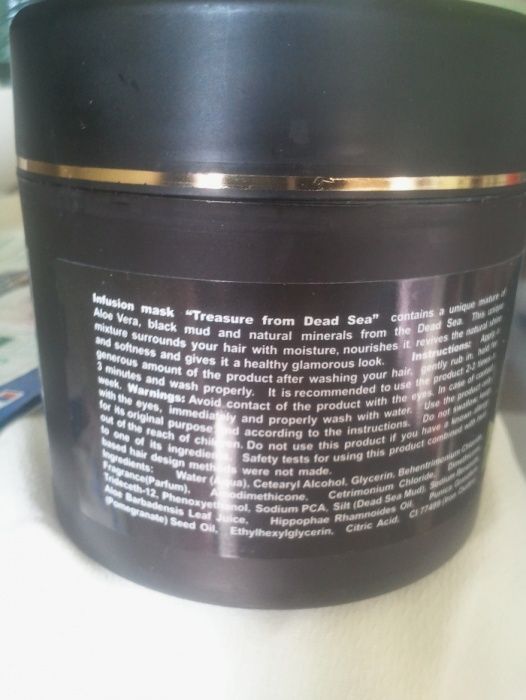 Infusion mask "Treasure from Dead Sea" contains a unique mixture of
Aloe Vera, black mud and natural minerals from the Dead Sea. This unique
mixture surrounds your hair with moisture, nourishes it, revives the natural shine
and softness and gives it a healthy glamorous look. Instructions: Apply
generous amount of the product after washing your hair, gently rub in, hold for
3 minutes and wash properly. It is recommended to use the product 2-3 times
week. Warnings: Avoid contact of the product with the eyes. In case of contact
with the eyes, immediately and properly wash with water. Use the product only
for its original purpose and according to the instructions. Do not swallow, keep
out of the reach of children. Do not use this product if you have a known allergy
to one of its ingredients. Safety tests for using this product combined with
based hair design methods were not made.
Ingredients: Water (Aqua), Cetearyl Alcohol, Glycerin, Behentrimonium Chloride,
Fragrance(Parfum), Amodimethicone, Cetrimonium Chloride,
Trideceth-12, Phenoxyethanol, Sodium PCA, Silt (Dead Sea Mud),
Aloe Barbadensis Leaf Juice, Hippophae Rhamnoides Oil, Punica
(Pomegranate) Seed Oil, Ethylhexylglycerin, Citric Acid, CI 77499